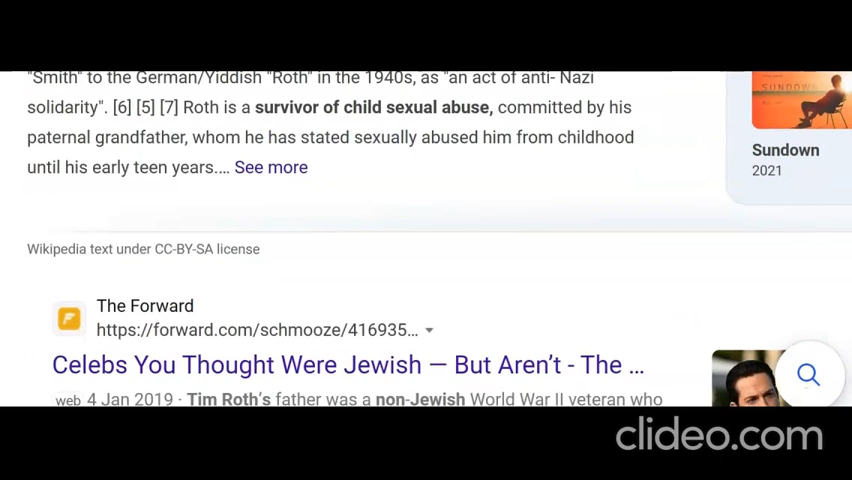 "Smith" to the German/Yiddish "Roth" in the 1940s, as "an act of anti- Nazi
solidarity". [6] [5] [7] Roth is a survivor of child sexual abuse, committed by his
paternal grandfather, whom he has stated sexually abused him from childhood
until his early teen years.... See more
SUNDOWN
Sundown
2021
Wikipedia text under CC-BY-SA license
The Forward
https://forward.com/schmooze/416935...
Celebs You Thought Were Jewish — But Aren't - The ...
web 4 Jan 2019 · Tim Roth's father was a non-Jewish World War II veteran who
clideo.com